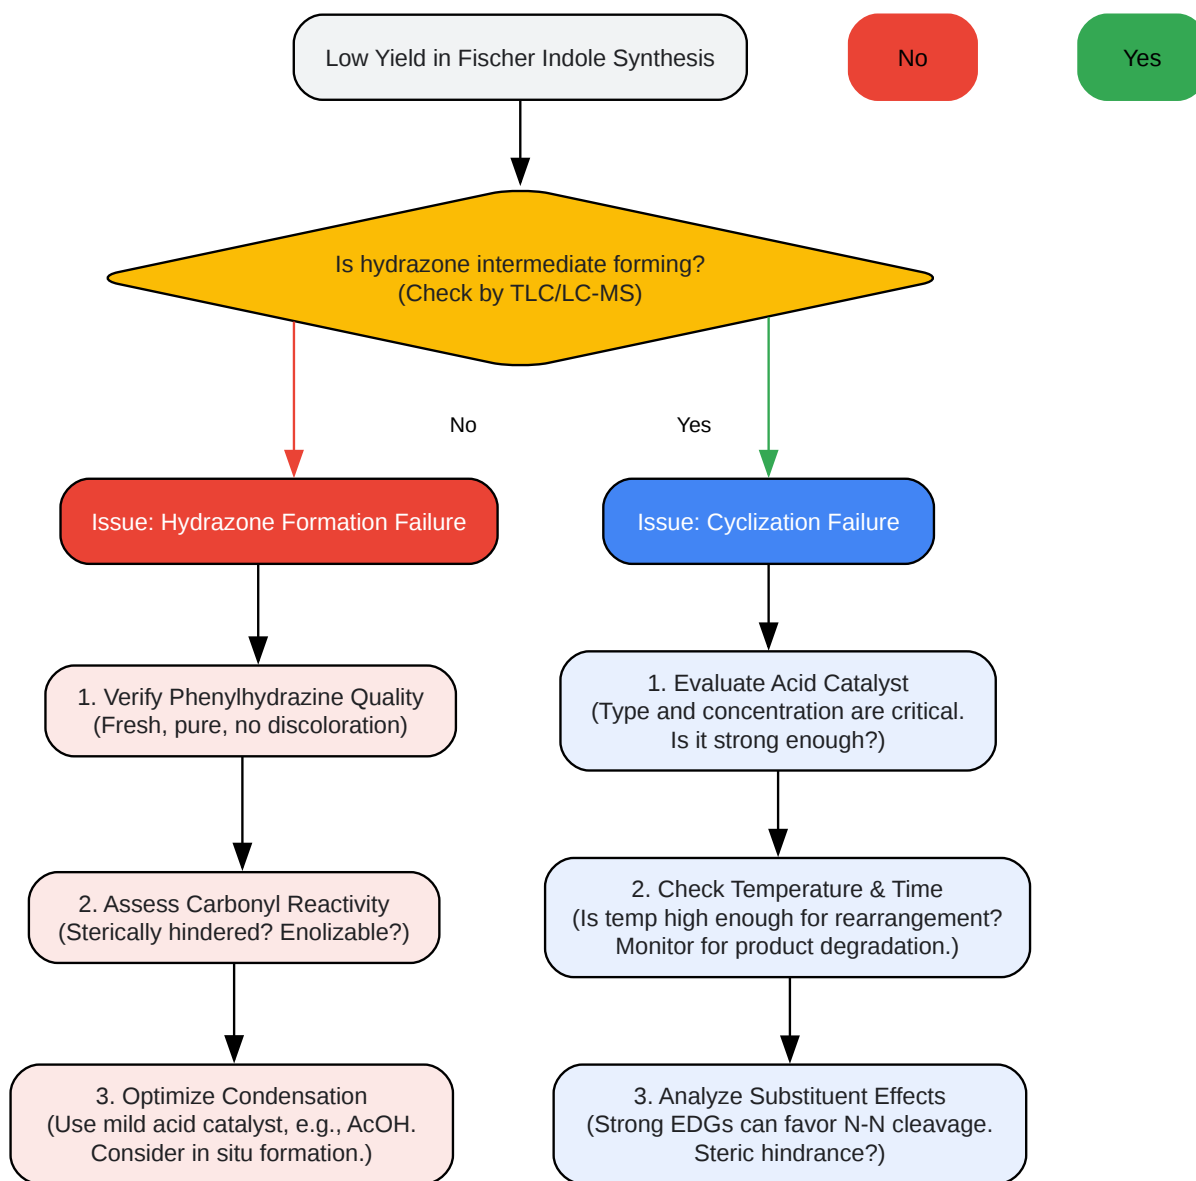 Low Yield in Fischer Indole Synthesis
No
Yes
Is hydrazone intermediate forming?
(Check by TLC/LC-MS)
No
Yes
Issue: Hydrazone Formation Failure
Issue: Cyclization Failure
1. Verify Phenylhydrazine Quality
(Fresh, pure, no discoloration)
1. Evaluate Acid Catalyst
(Type and concentration are critical.
Is it strong enough?)
2. Assess Carbonyl Reactivity
(Sterically hindered? Enolizable?)
2. Check Temperature & Time
(Is temp high enough for rearrangement?
Monitor for product degradation.)
3. Optimize Condensation
(Use mild acid catalyst, e.g., AcOH.
Consider in situ formation.)
3. Analyze Substituent Effects
(Strong EDGs can favor N-N cleavage.
Steric hindrance?)